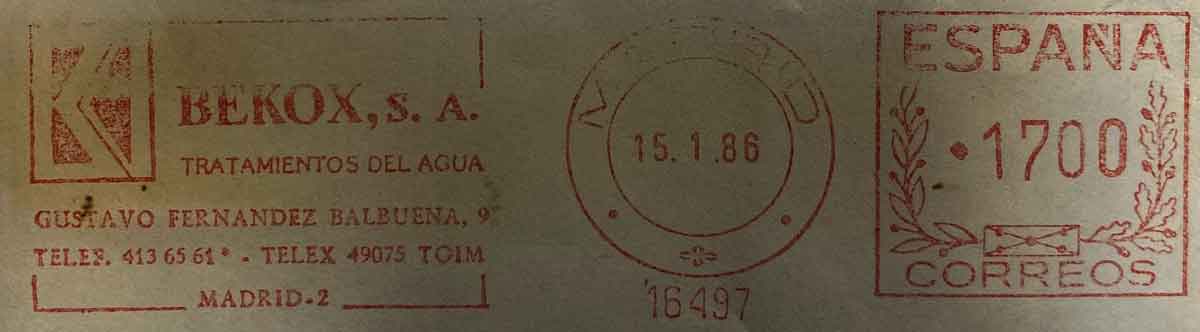 BEKOX, S. A.
TRATAMIENTOS DEL AGUA
GUSTAVO FERNANDEZ BALBUENA, 9
TELEF. 413 65 61* - TELEX 49075 TOIM
MADRID-2
MADRID
15.1.86
16497
ESPAÑA
·1700
CORREOS